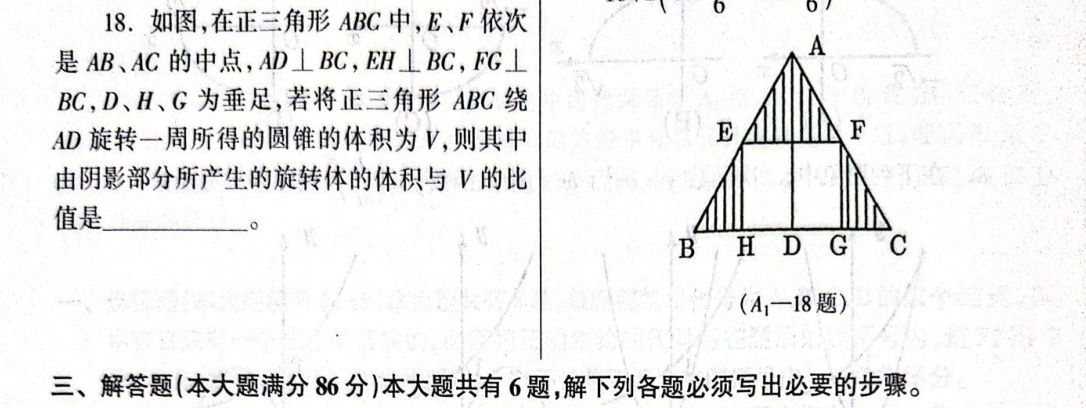 18. 如图,在正三角形 ABC 中,E、F 依次
是 AB、AC 的中点,AD⊥BC,EH⊥BC,FG⊥
BC,D、H、G 为垂足,若将正三角形 ABC 绕
AD 旋转一周所得的圆锥的体积为 V,则其中
由阴影部分所产生的旋转体的体积与 V 的比
值是__________。
A
E
F
B
H
D
G
C
(A₁—18题)
三、解答题(本大题满分 86 分)本大题共有 6 题,解下列各题必须写出必要的步骤。